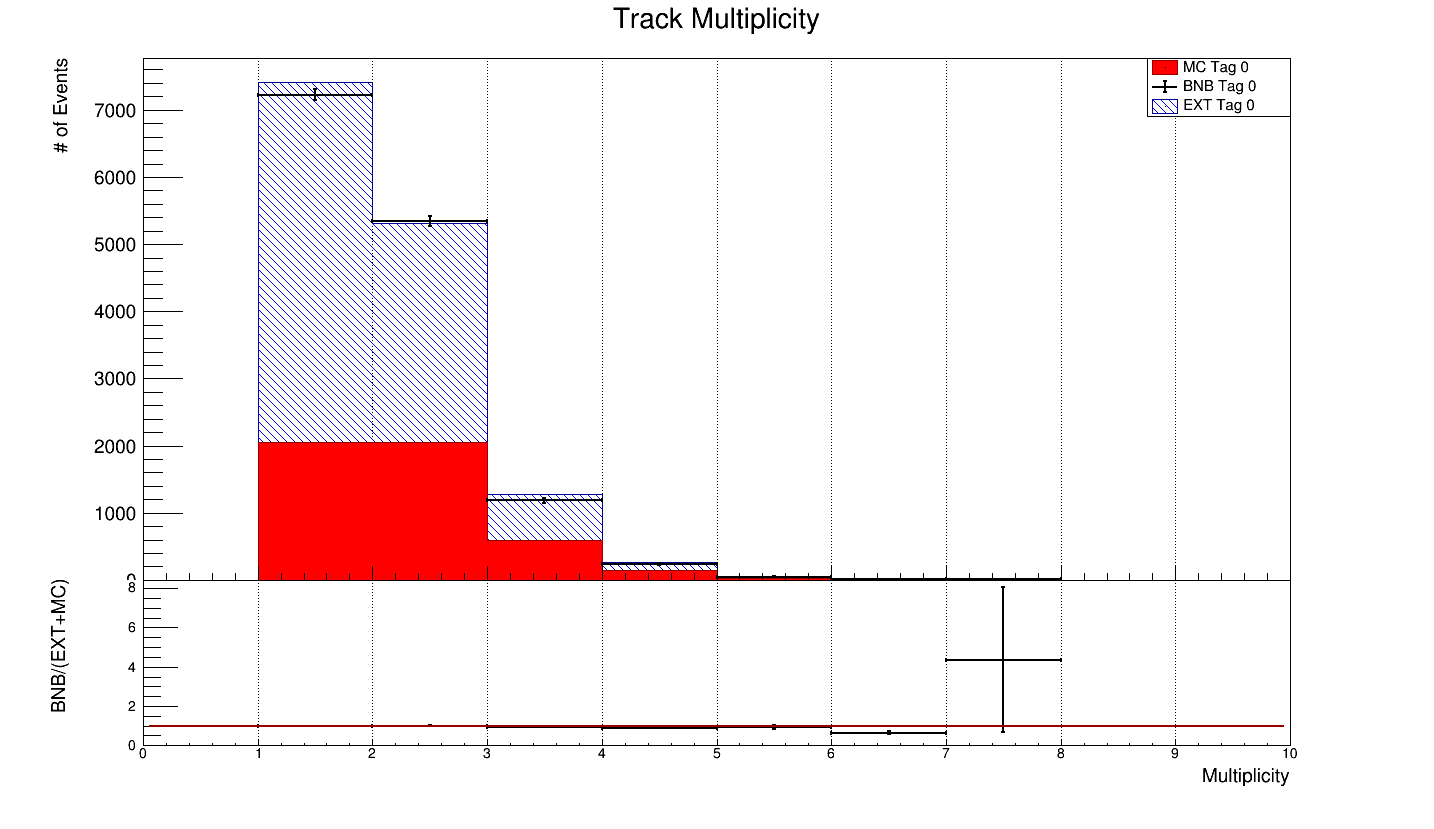 Track Multiplicity
# of Events
MC Tag 0
BNB Tag 0
EXT Tag 0
7000
6000
5000
4000
3000
2000
1000
0
BNB/(EXT+MC)
8
6
4
2
0
0 1 2 3 4 5 6 7 8 9 10
Multiplicity